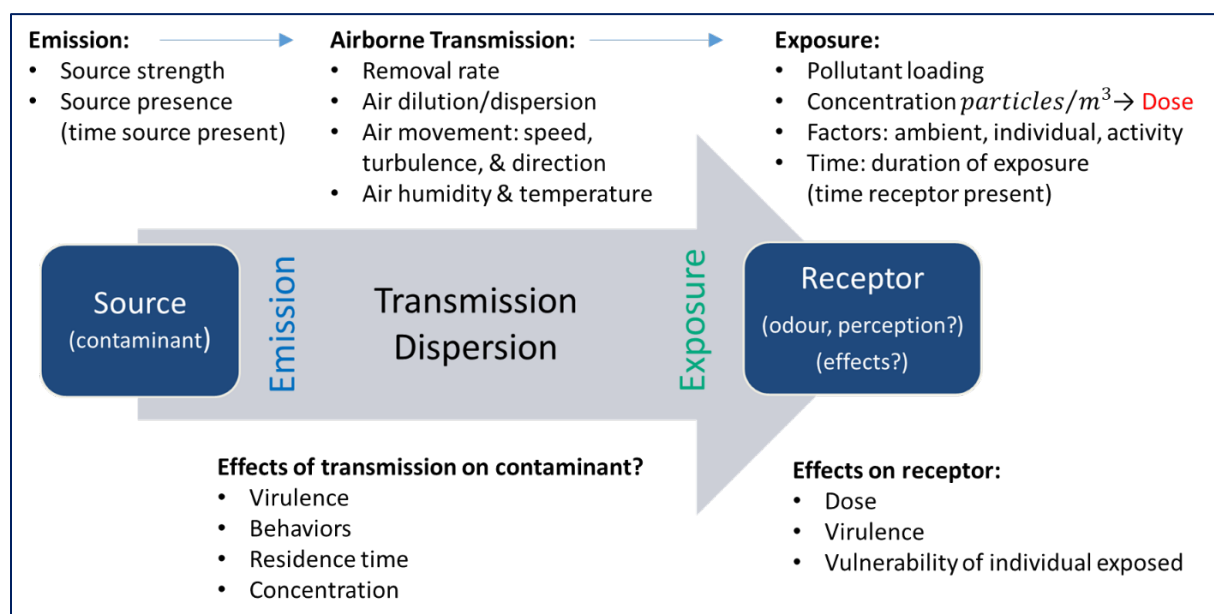 Emission:
• Source strength
• Source presence
(time source present)
Airborne Transmission:
• Removal rate
• Air dilution/dispersion
• Air movement: speed,
turbulence, & direction
• Air humidity & temperature
Exposure:
• Pollutant loading
• Concentration particles/m³→ Dose
• Factors: ambient, individual, activity
• Time: duration of exposure
(time receptor present)
Source
(contaminant)
Emission
Transmission
Dispersion
Exposure
Receptor
(odour, perception?)
(effects?)
Effects of transmission on contaminant?
• Virulence
• Behaviors
• Residence time
• Concentration
Effects on receptor:
• Dose
• Virulence
• Vulnerability of individual exposed